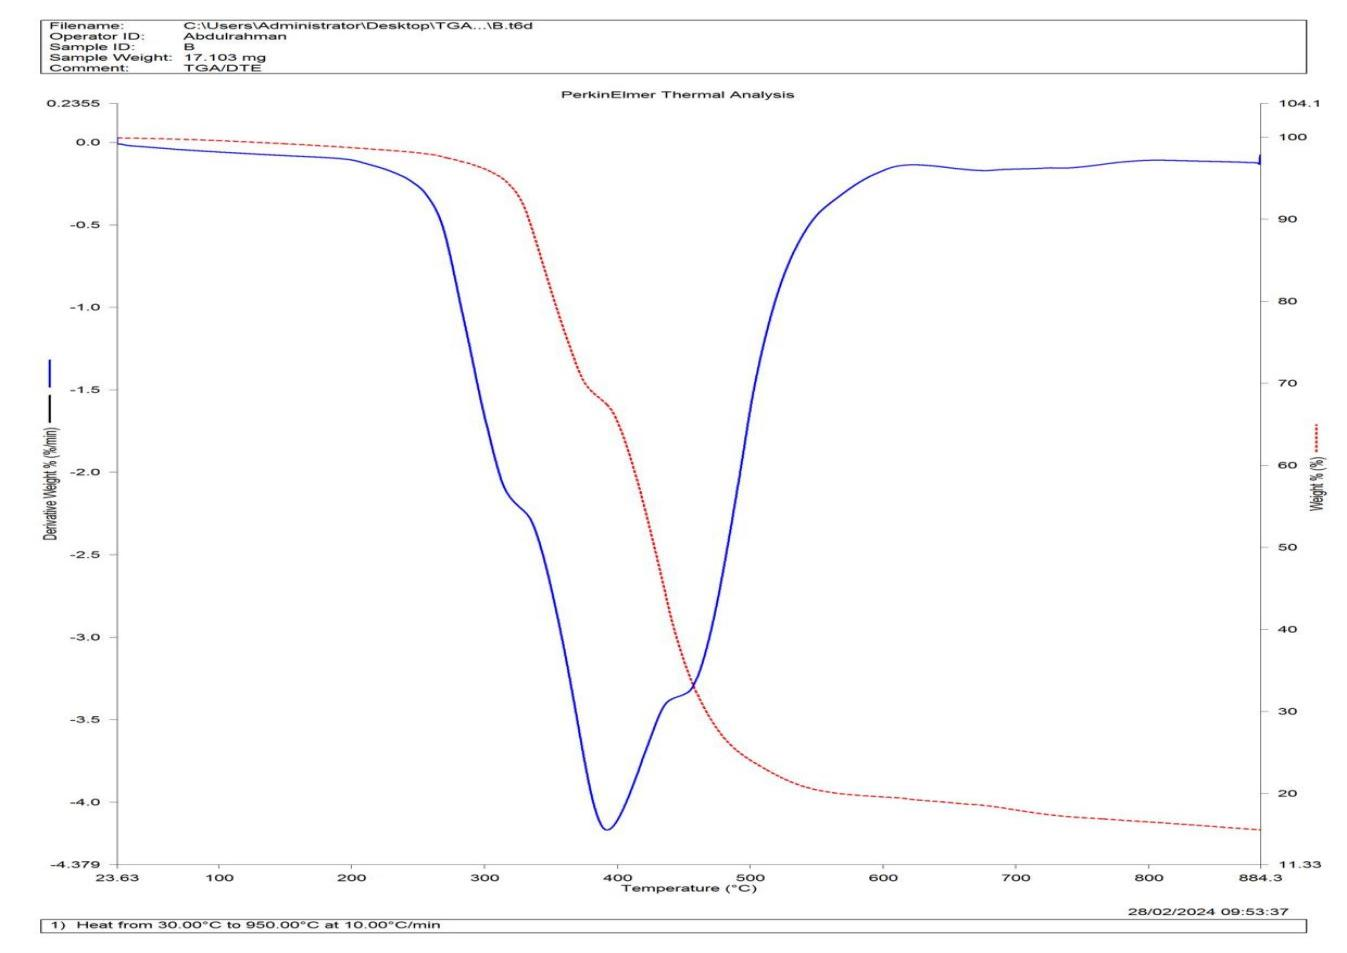 Filename: C:\Users\Administrator\Desktop\TGA...\B.t6d
Operator ID: Abdulrahman
Sample ID: B
Sample Weight: 17.103 mg
Comment: TGA/DTE
PerkinElmer Thermal Analysis
0.2355
0.0
-0.5
-1.0
-1.5
-2.0
-2.5
-3.0
-3.5
-4.0
-4.379
Derivative Weight % (%/min)
104.1
100
90
80
70
60
50
40
30
20
11.33
Weight % (%)
23.63 100 200 300 400 500 600 700 800 884.3
Temperature (°C)
28/02/2024 09:53:37
1) Heat from 30.00°C to 950.00°C at 10.00°C/min